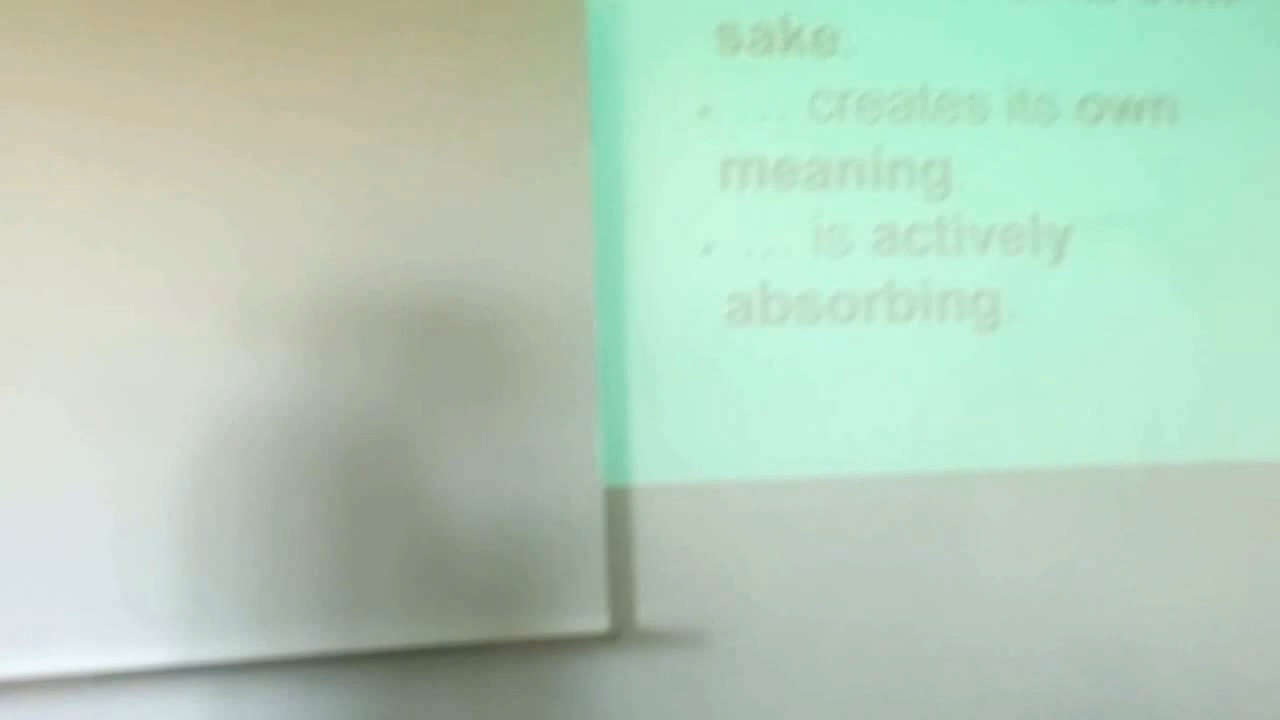 sake.
• ... creates its own
meaning.
• ... is actively
absorbing.